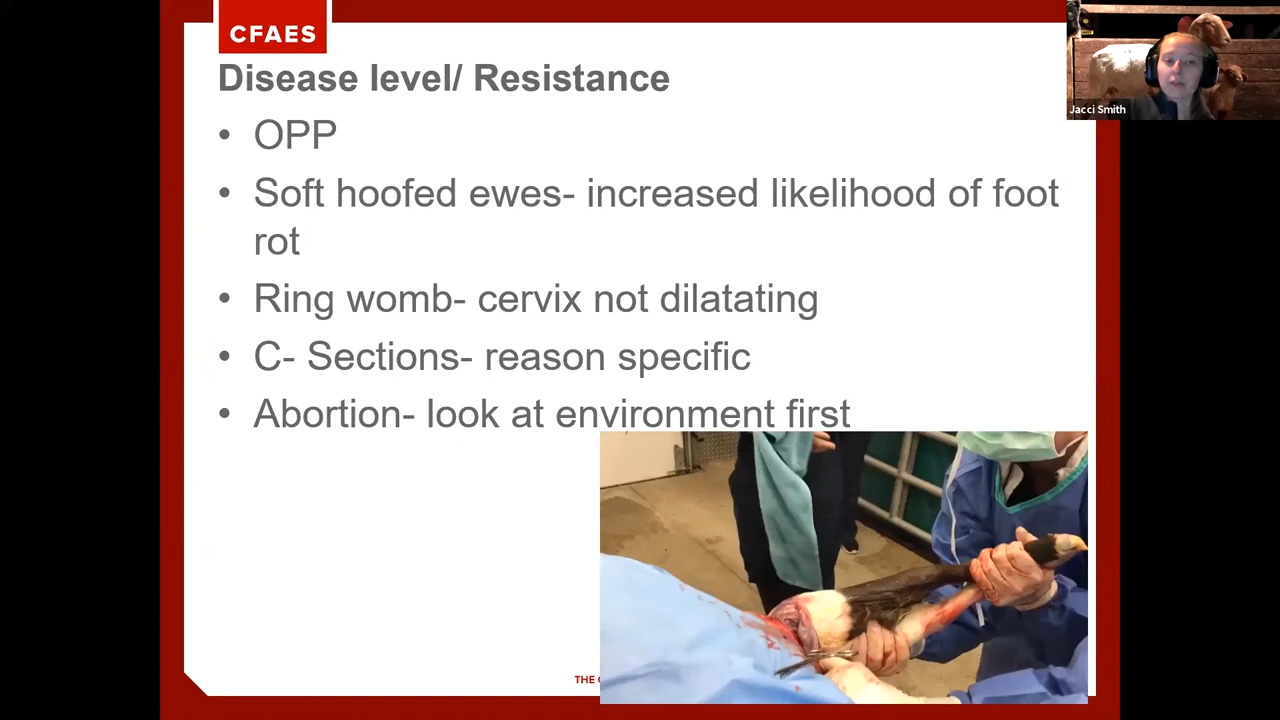 CFAES
Disease level/ Resistance
• OPP
• Soft hoofed ewes- increased likelihood of foot
rot
• Ring womb- cervix not dilatating
• C- Sections- reason specific
• Abortion- look at environment first
THE
Jacci Smith